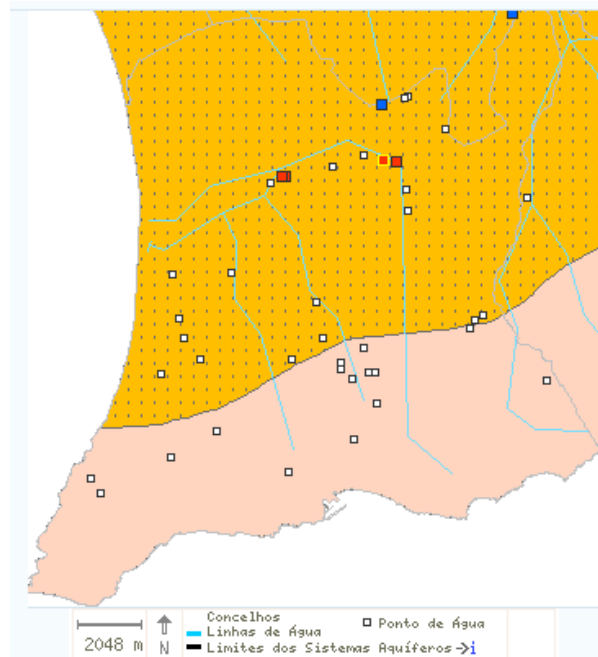 Concelhos
Linhas de Água
Limites dos Sistemas Aquíferos i
Ponto de Água
2048 m
N